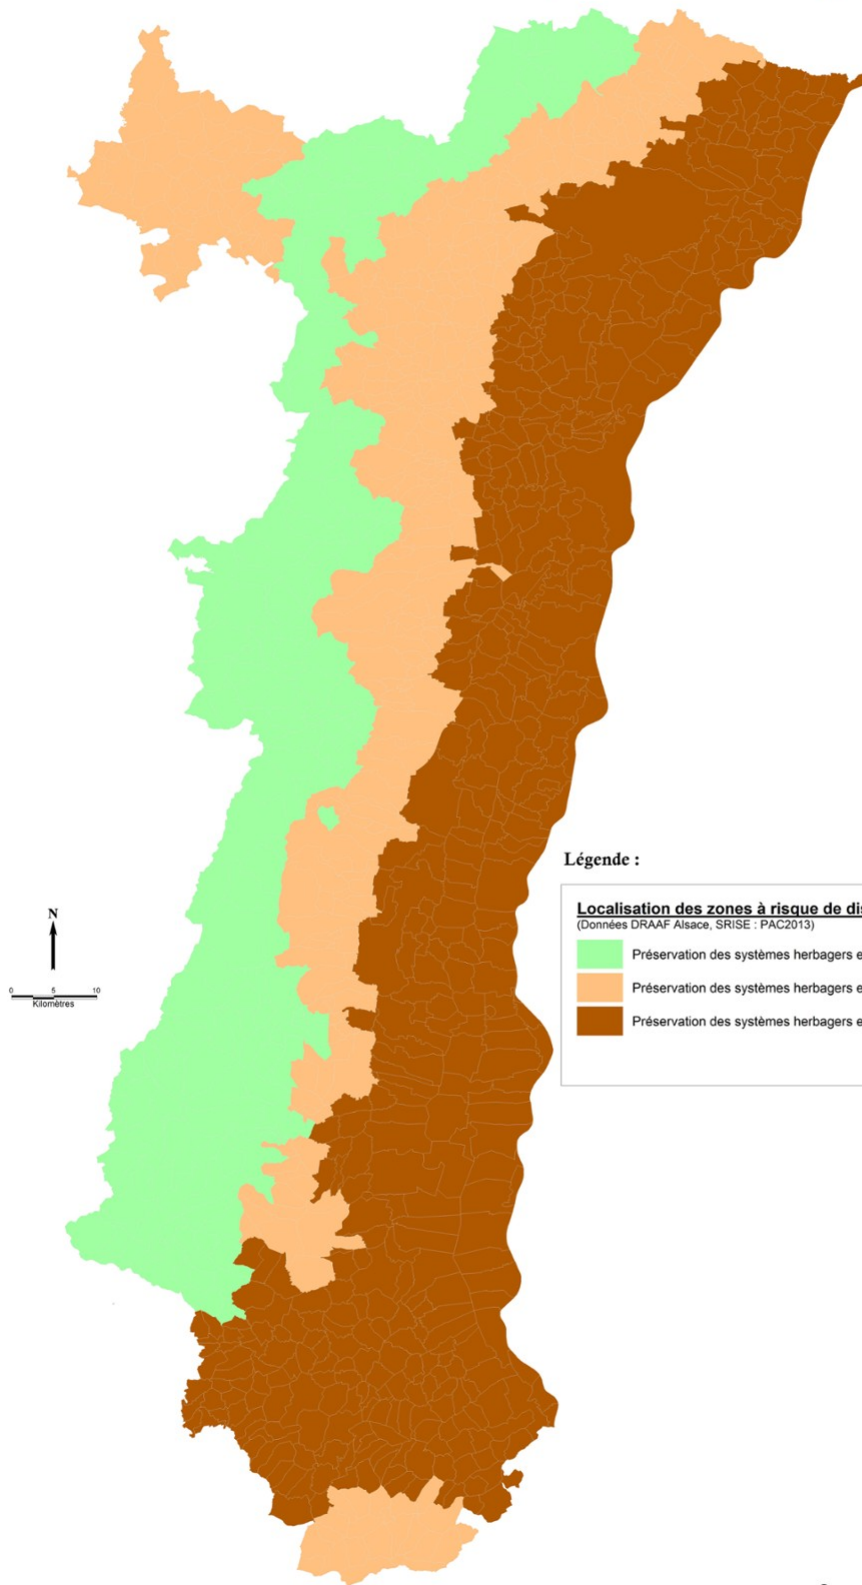 Légende :
Localisation des zones à risque de dis
(Données DRAAF Alsace, SRISE : PAC2013)
Préservation des systèmes herbagers e
Préservation des systèmes herbagers e
Préservation des systèmes herbagers e
N
0 5 10
Kilomètres